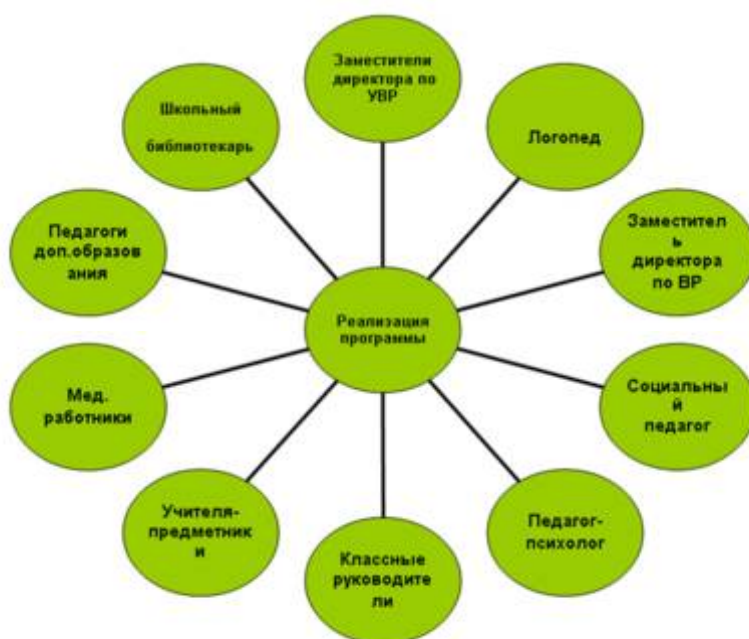 Заместители
директора по
УВР
Логопед
Заместител
ь
директора
по ВР
Социальны
й
педагог
Педагог-
психолог
Классные
руководите
ли
Учителя-
предметник
и
Мед.
работники
Педагоги
доп.образов
ания
Школьный
библиотекарь
Реализация
программы